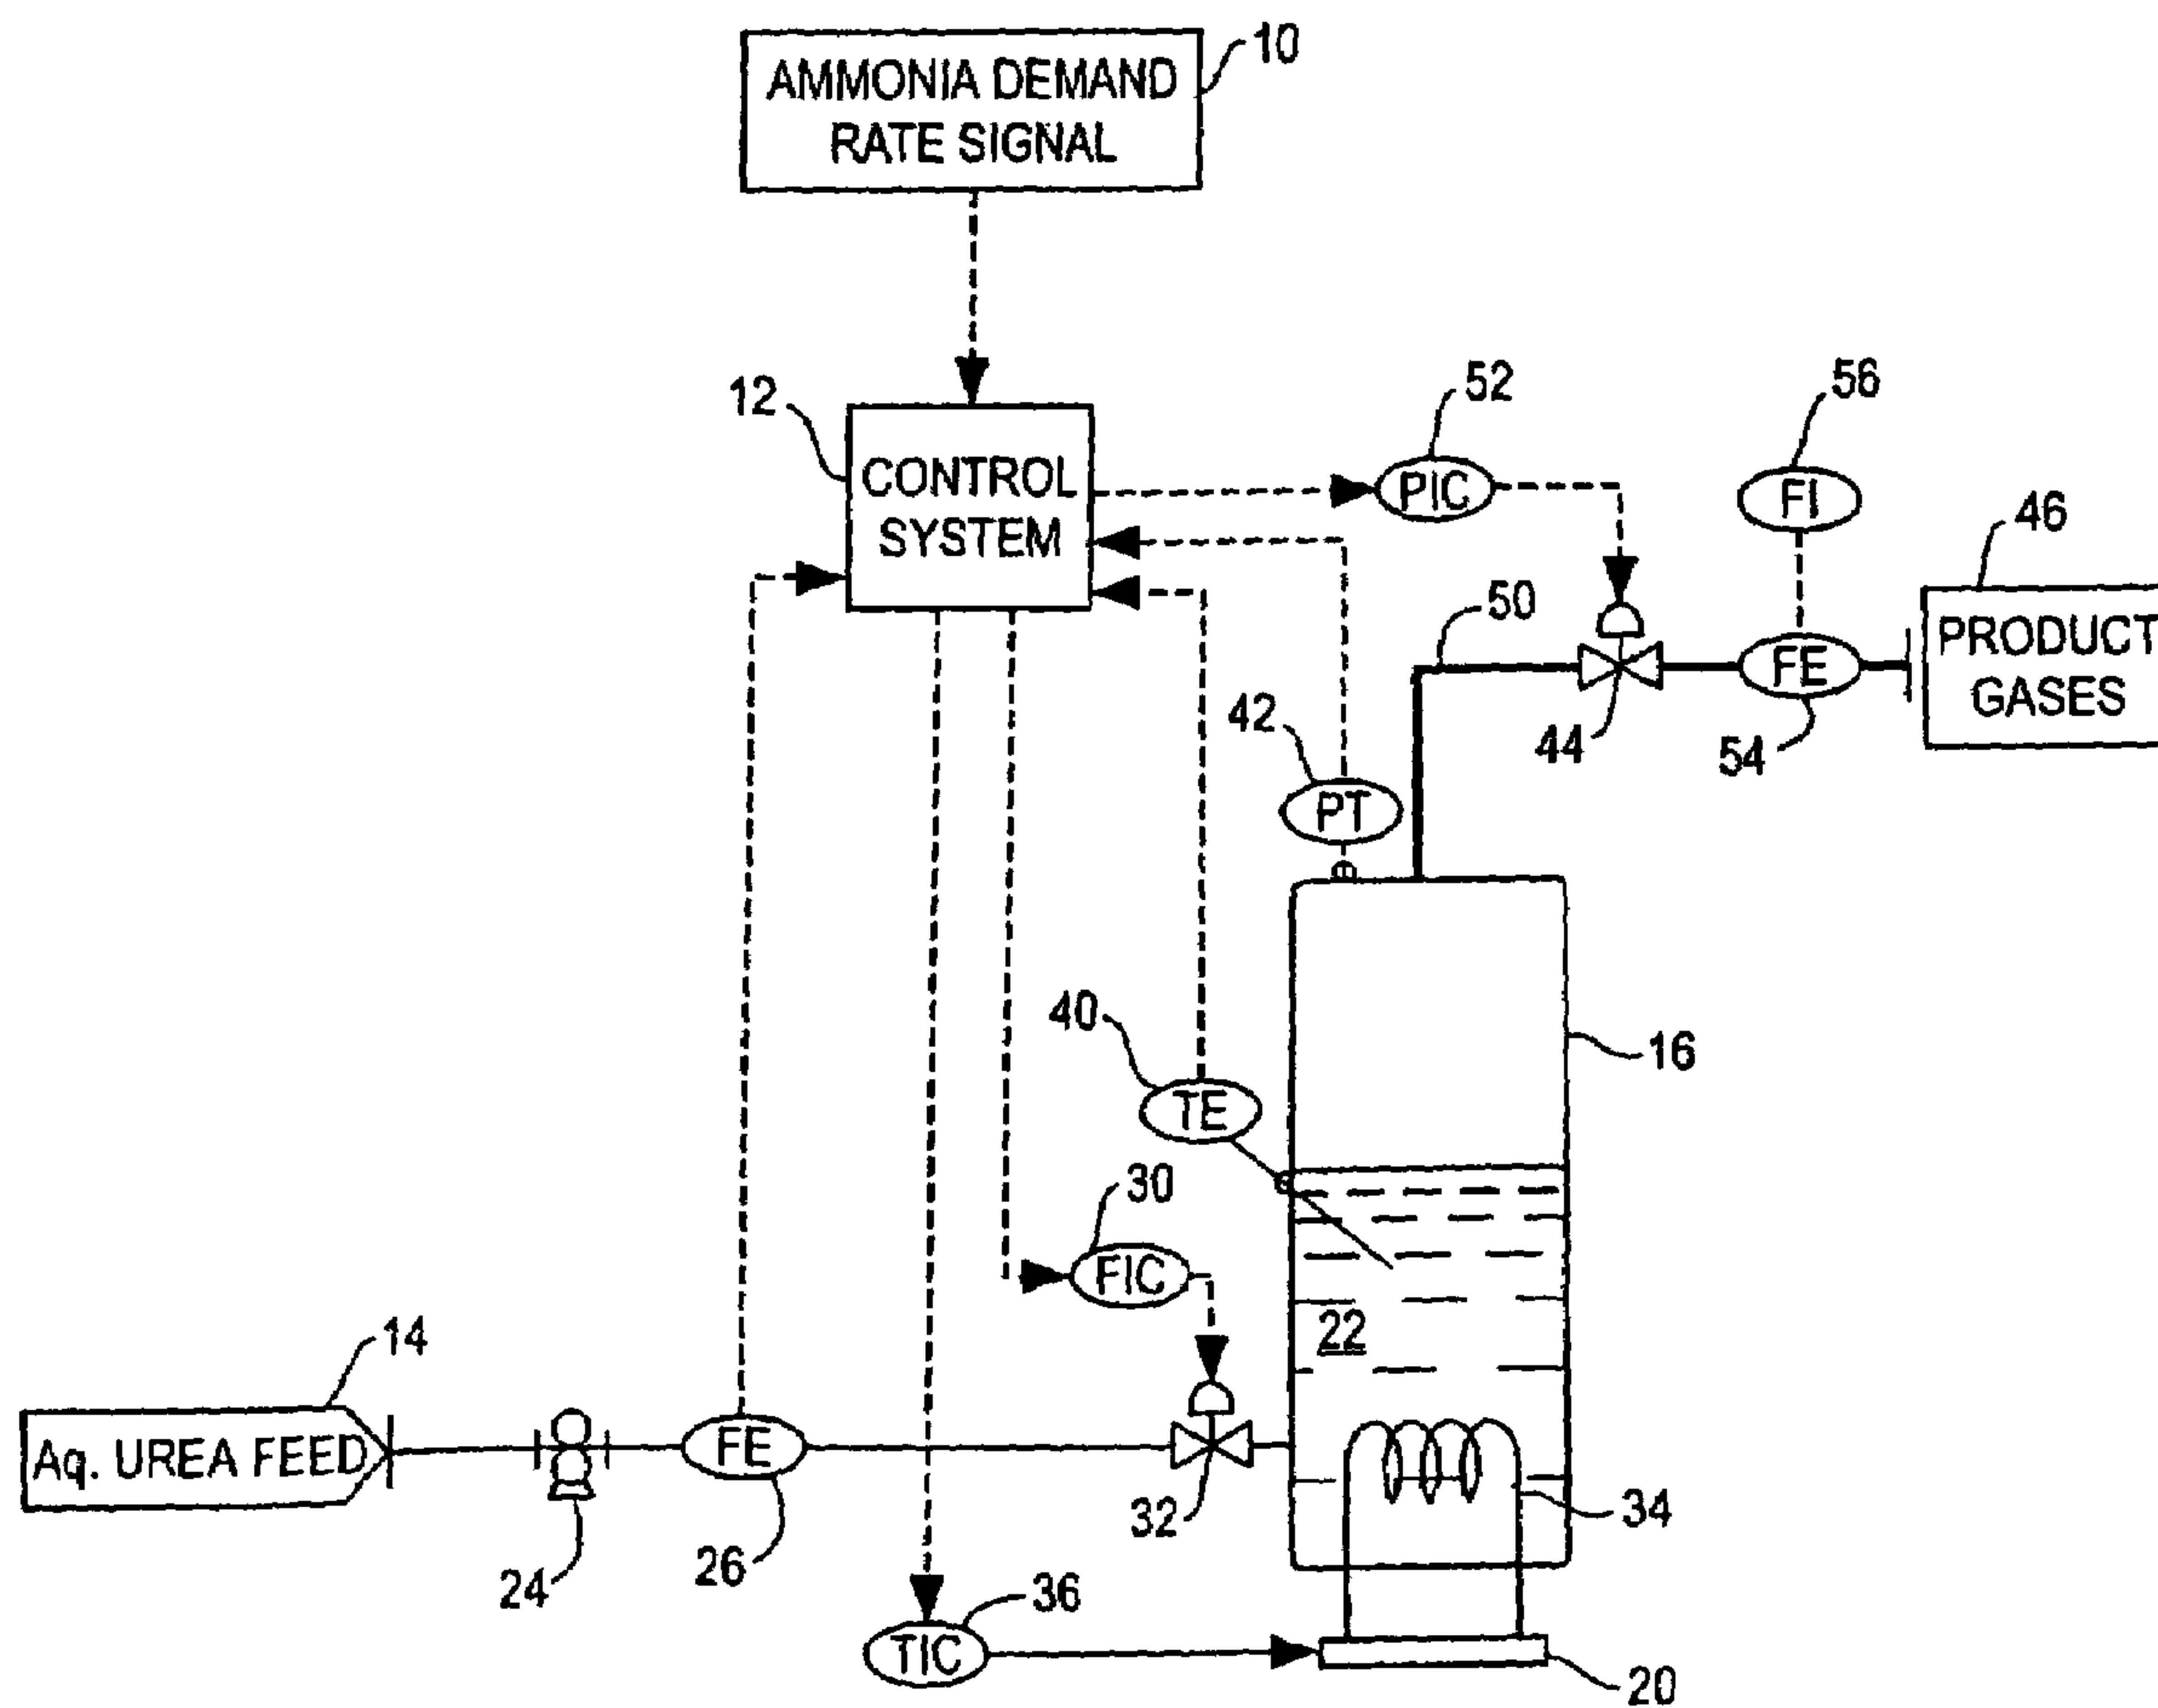 10
AMMONIA DEMAND
RATE SIGNAL
12
CONTROL
SYSTEM
52
PIC
56
FI
46
PRODUCT
GASES
50
FE
44
54
42
PT
16
40
TE
30
FIC
22
14
Aq. UREA FEED
24
FE
26
32
34
36
TIC
20